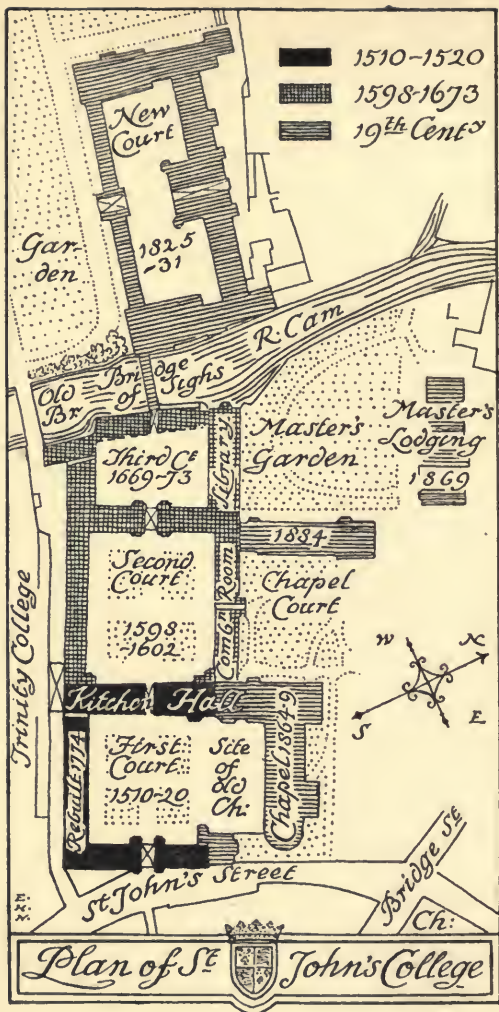 1510-1520
1598-1673
19th Centy
New
Court
1825
-31
Gar-
den
R. Cam
Old
Br
Bridge
of Sighs
Third Ct
1669-73
Library
Master's
Garden
Master's
Lodging
1869
1884
Second
Court
1598
-1602
Combn Room
Chapel
Court
Trinity College
W
N
S
E
Kitchen Hall
Rebuilt 1774
First
Court
1510-20
Site
of
old
Ch:
Chapel 1864-9
St John's Street
Bridge St
Ch:
Plan of St John's College